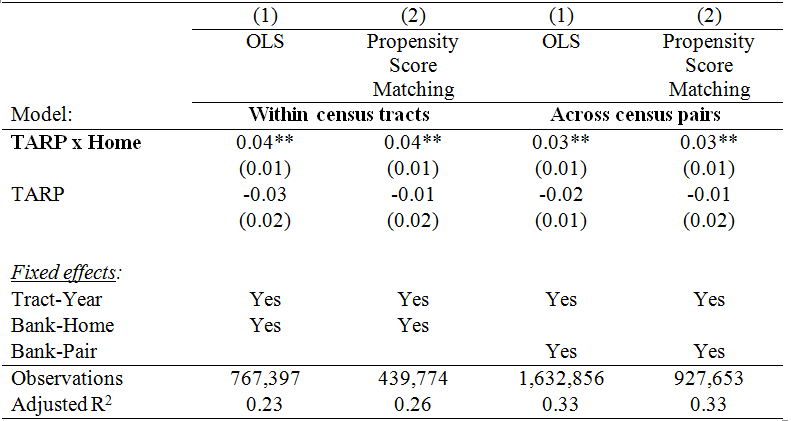 (1) (2) (1) (2)
OLS Propensity OLS Propensity
Score Score
Matching Matching
Model: Within census tracts Across census pairs
TARP x Home 0.04** 0.04** 0.03** 0.03**
(0.01) (0.01) (0.01) (0.01)
TARP -0.03 -0.01 -0.02 -0.01
(0.02) (0.02) (0.01) (0.02)
Fixed effects:
Tract-Year Yes Yes Yes Yes
Bank-Home Yes Yes
Bank-Pair Yes Yes
Observations 767,397 439,774 1,632,856 927,653
Adjusted R2 0.23 0.26 0.33 0.33